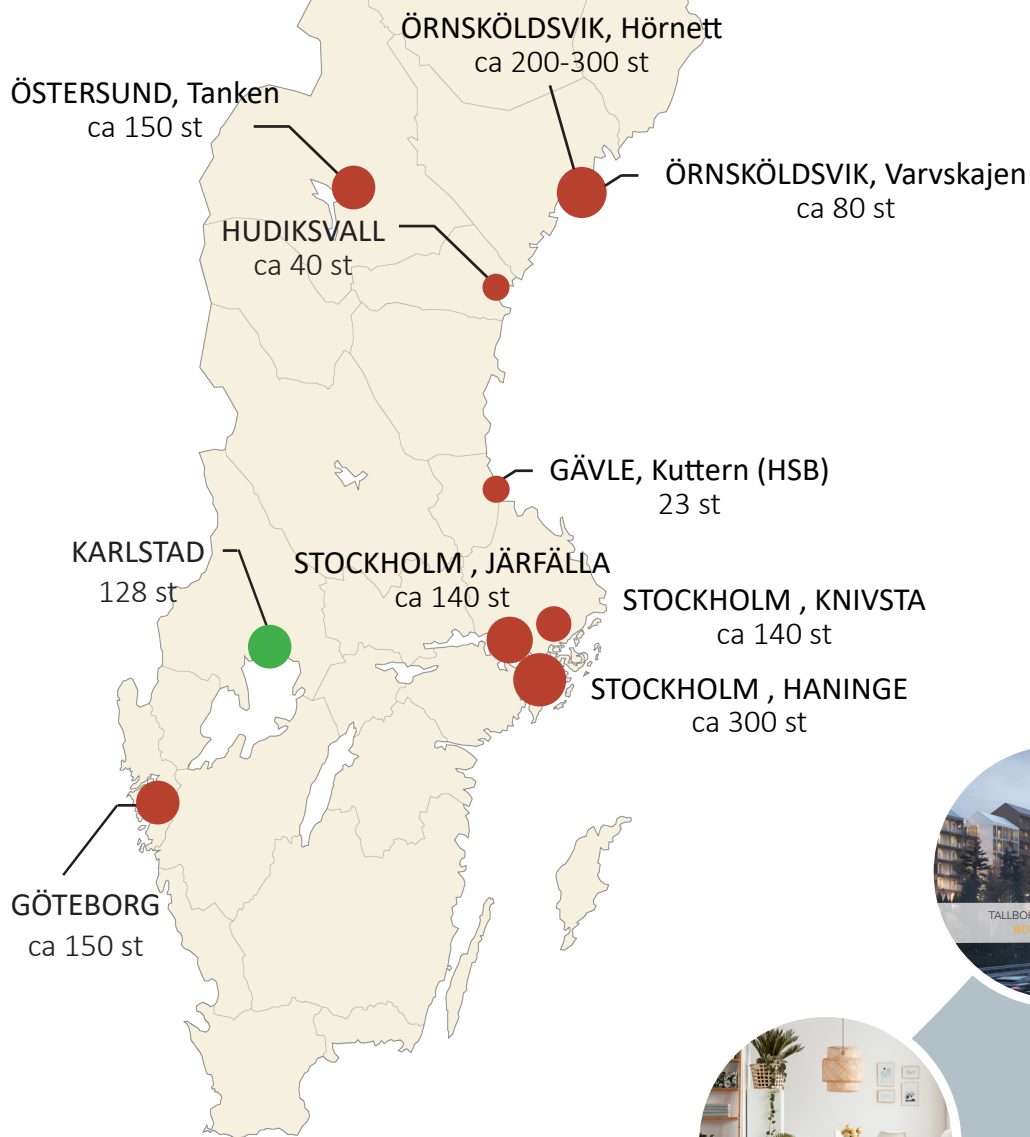 ÖRNSKÖLDSVIK, Hörnett
ca 200-300 st
ÖSTERSUND, Tanken
ca 150 st
ÖRNSKÖLDSVIK, Varvskajen
ca 80 st
HUDIKSVALL
ca 40 st
GÄVLE, Kuttern (HSB)
23 st
KARLSTAD
128 st
STOCKHOLM , JÄRFÄLLA
ca 140 st
STOCKHOLM , KNIVSTA
ca 140 st
STOCKHOLM , HANINGE
ca 300 st
GÖTEBORG
ca 150 st